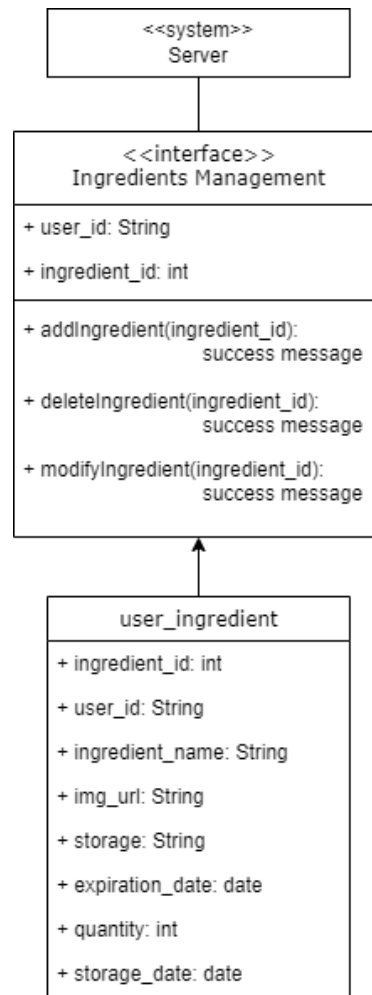 <<system>>
Server
<<interface>>
Ingredients Management
+ user_id: String
+ ingredient_id: int
+ addIngredient(ingredient_id):
success message
+ deleteIngredient(ingredient_id):
success message
+ modifyIngredient(ingredient_id):
success message
user_ingredient
+ ingredient_id: int
+ user_id: String
+ ingredient_name: String
+ img_url: String
+ storage: String
+ expiration_date: date
+ quantity: int
+ storage_date: date